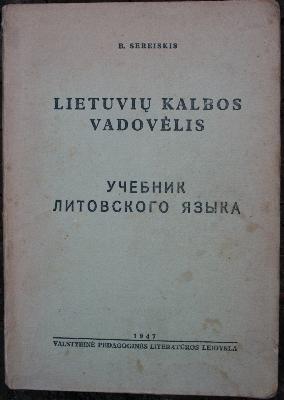 B. SEREISKIS
LIETUVIŲ KALBOS
VADOVĖLIS
УЧЕБНИК
ЛИТОВСКОГО ЯЗЫКА
1947
VALSTYBINĖ PEDAGOGINĖS LITERATŪROS LEIDYKLA